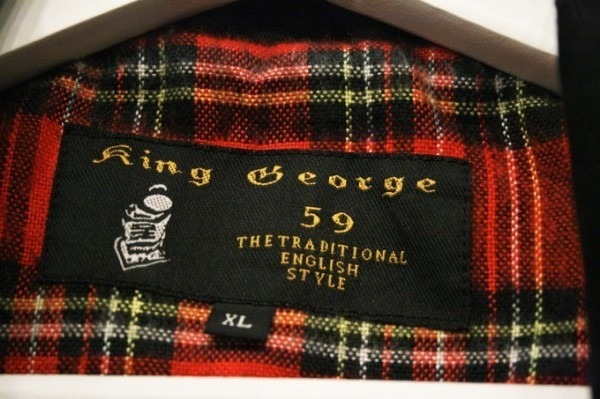 King George
59
THE TRADITIONAL
ENGLISH
STYLE
XL